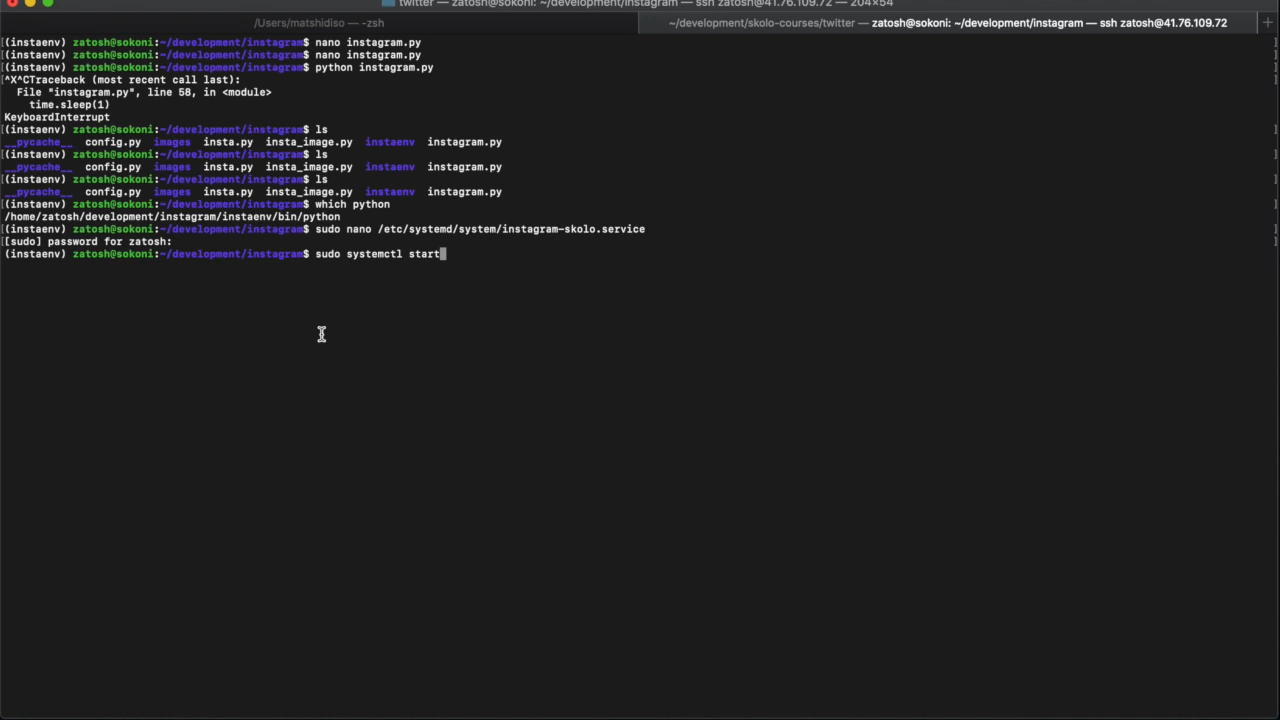 twitter — zatosh@sokoni: ~/development/instagram — ssh zatosh@41.76.109.72 — 204×54
/Users/matshidiso — -zsh
~/development/skolo-courses/twitter — zatosh@sokoni: ~/development/instagram — ssh zatosh@41.76.109.72 +
[(instaenv) zatosh@sokoni:~/development/instagram$ nano instagram.py ]
[(instaenv) zatosh@sokoni:~/development/instagram$ nano instagram.py ]
[(instaenv) zatosh@sokoni:~/development/instagram$ python instagram.py ]
[^X^CTraceback (most recent call last): ]
File "instagram.py", line 58, in <module>
time.sleep(1)
KeyboardInterrupt
[(instaenv) zatosh@sokoni:~/development/instagram$ ls ]
__pycache__ config.py images insta.py insta_image.py instaenv instagram.py
[(instaenv) zatosh@sokoni:~/development/instagram$ ls ]
__pycache__ config.py images insta.py insta_image.py instaenv instagram.py
[(instaenv) zatosh@sokoni:~/development/instagram$ ls ]
__pycache__ config.py images insta.py insta_image.py instaenv instagram.py
[(instaenv) zatosh@sokoni:~/development/instagram$ which python ]
/home/zatosh/development/instagram/instaenv/bin/python
[(instaenv) zatosh@sokoni:~/development/instagram$ sudo nano /etc/systemd/system/instagram-skolo.service ]
[[sudo] password for zatosh: ]
(instaenv) zatosh@sokoni:~/development/instagram$ sudo systemctl start